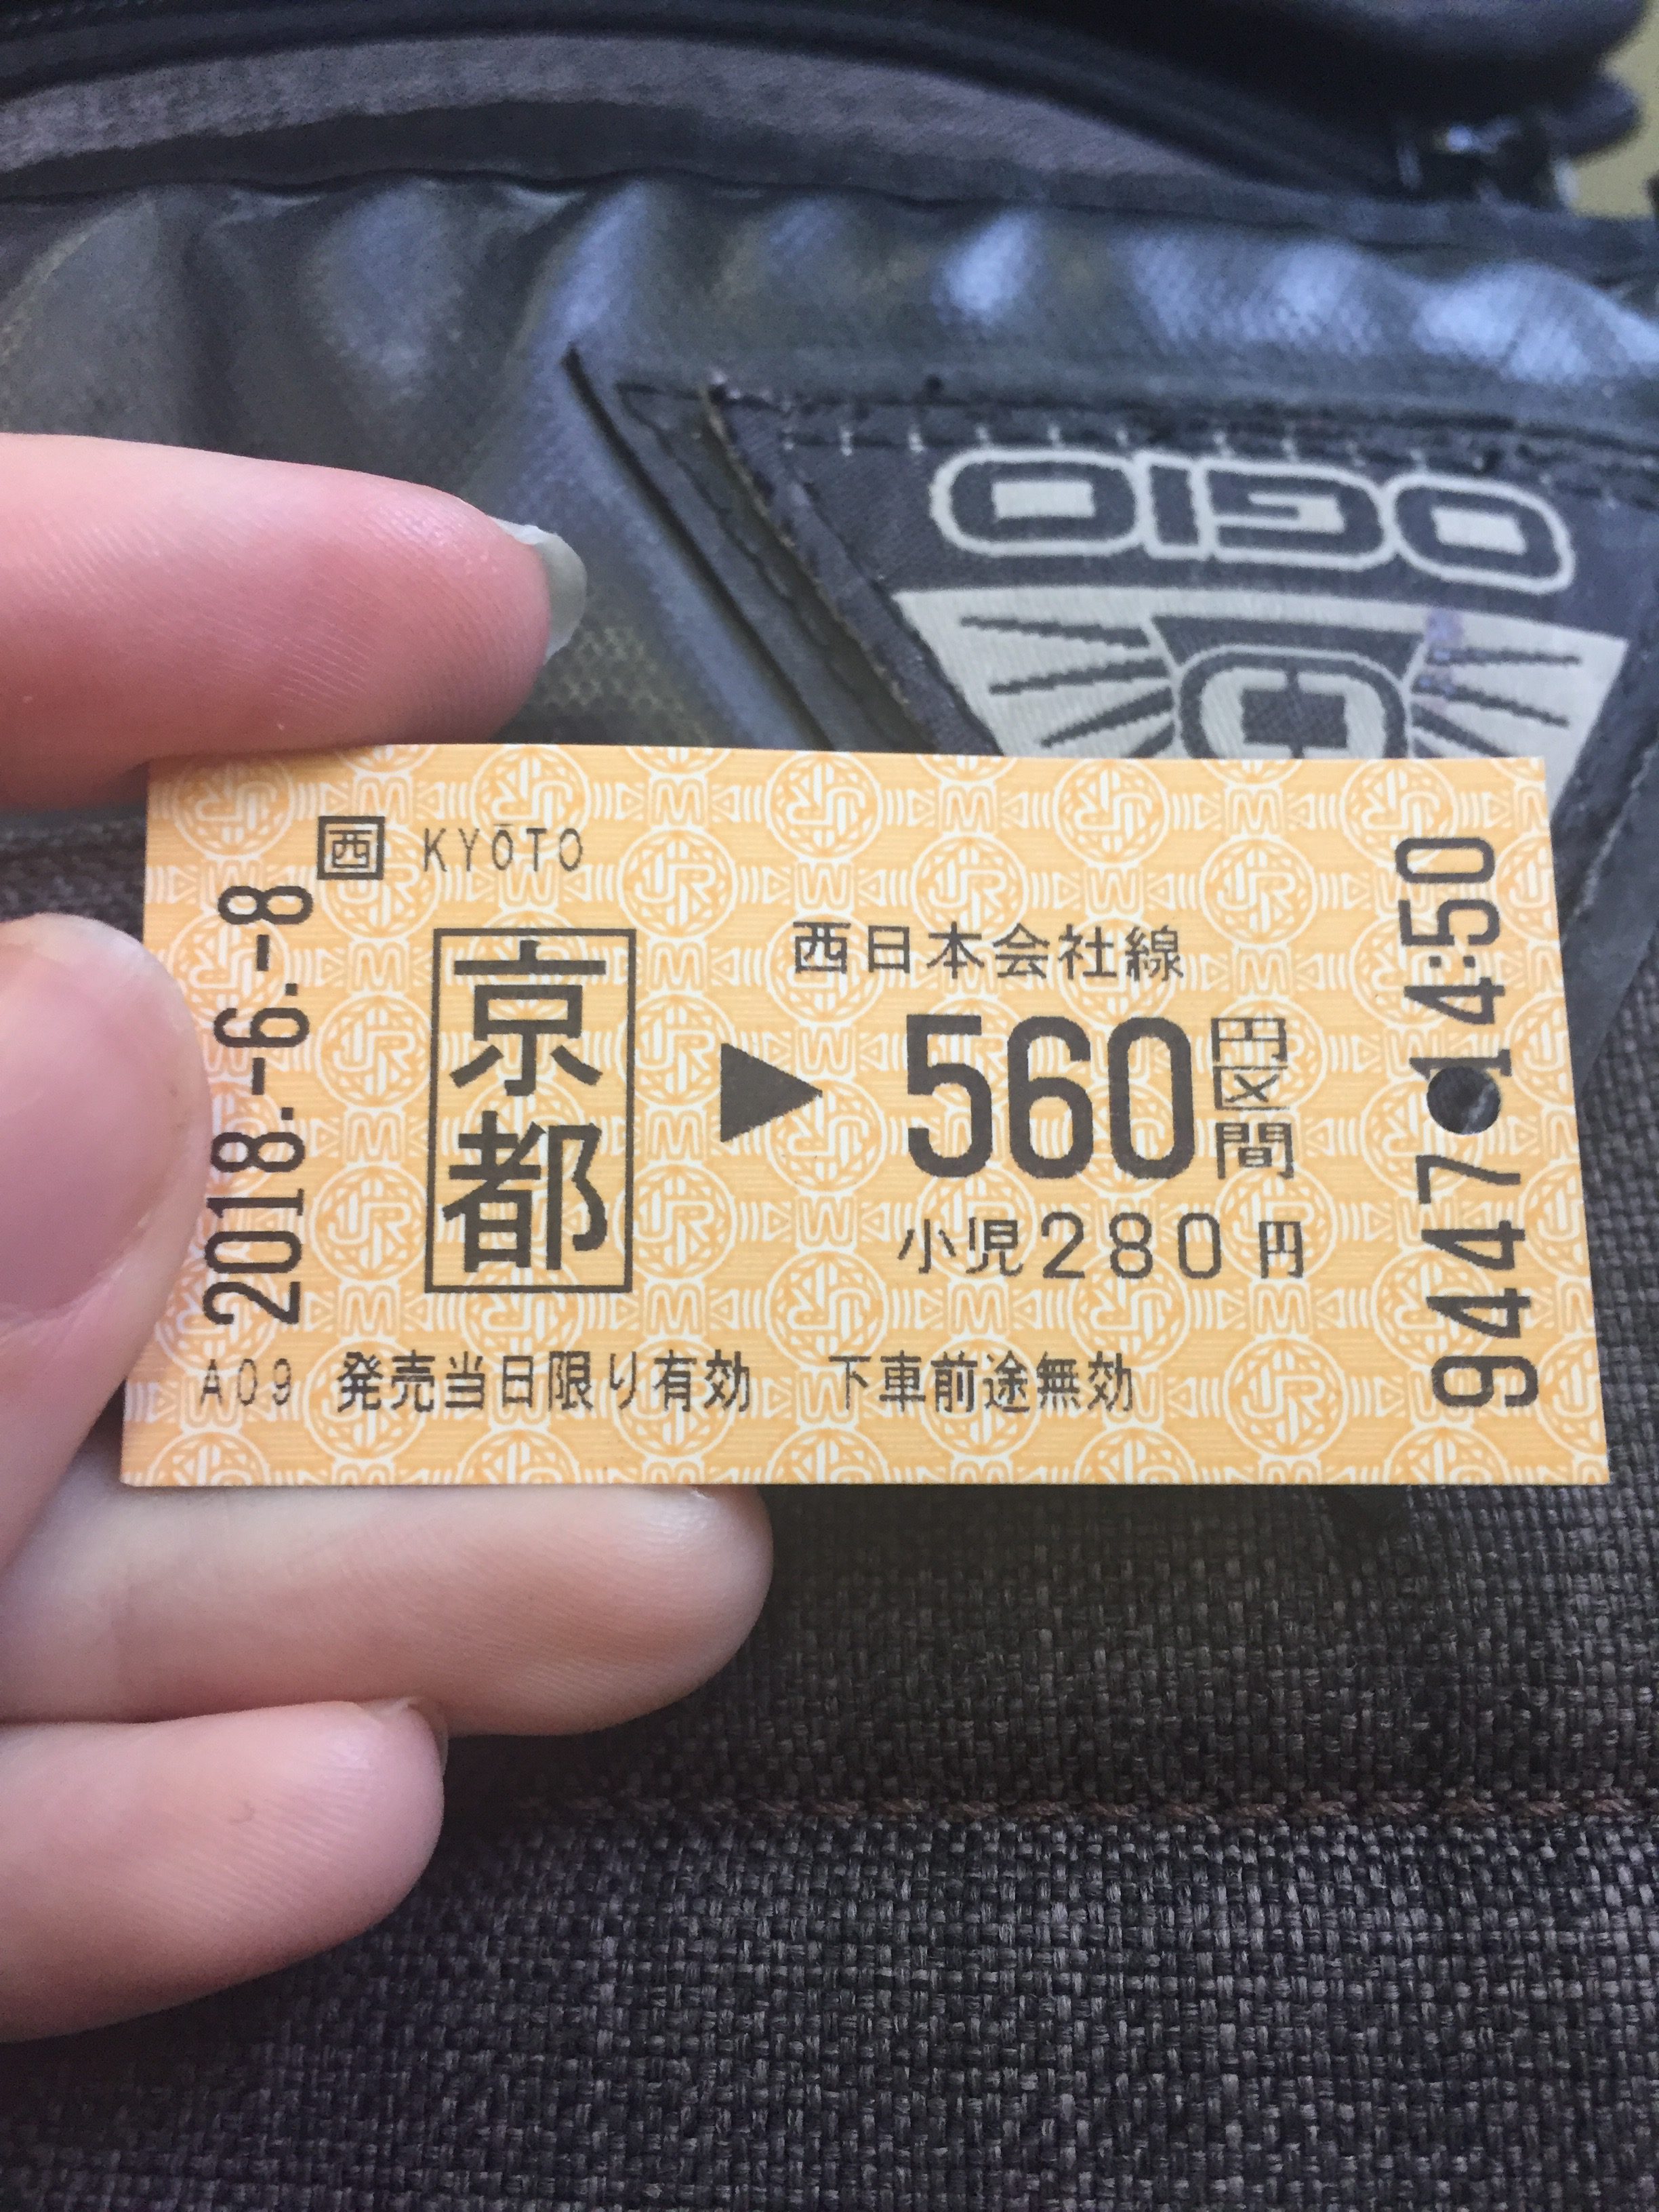 OGIO
西 KYŌTO
2018.-6.-8
京都
▶
西日本会社線
560円区間
小児280円
9447
14:50
A09 発売当日限り有効 下車前途無効